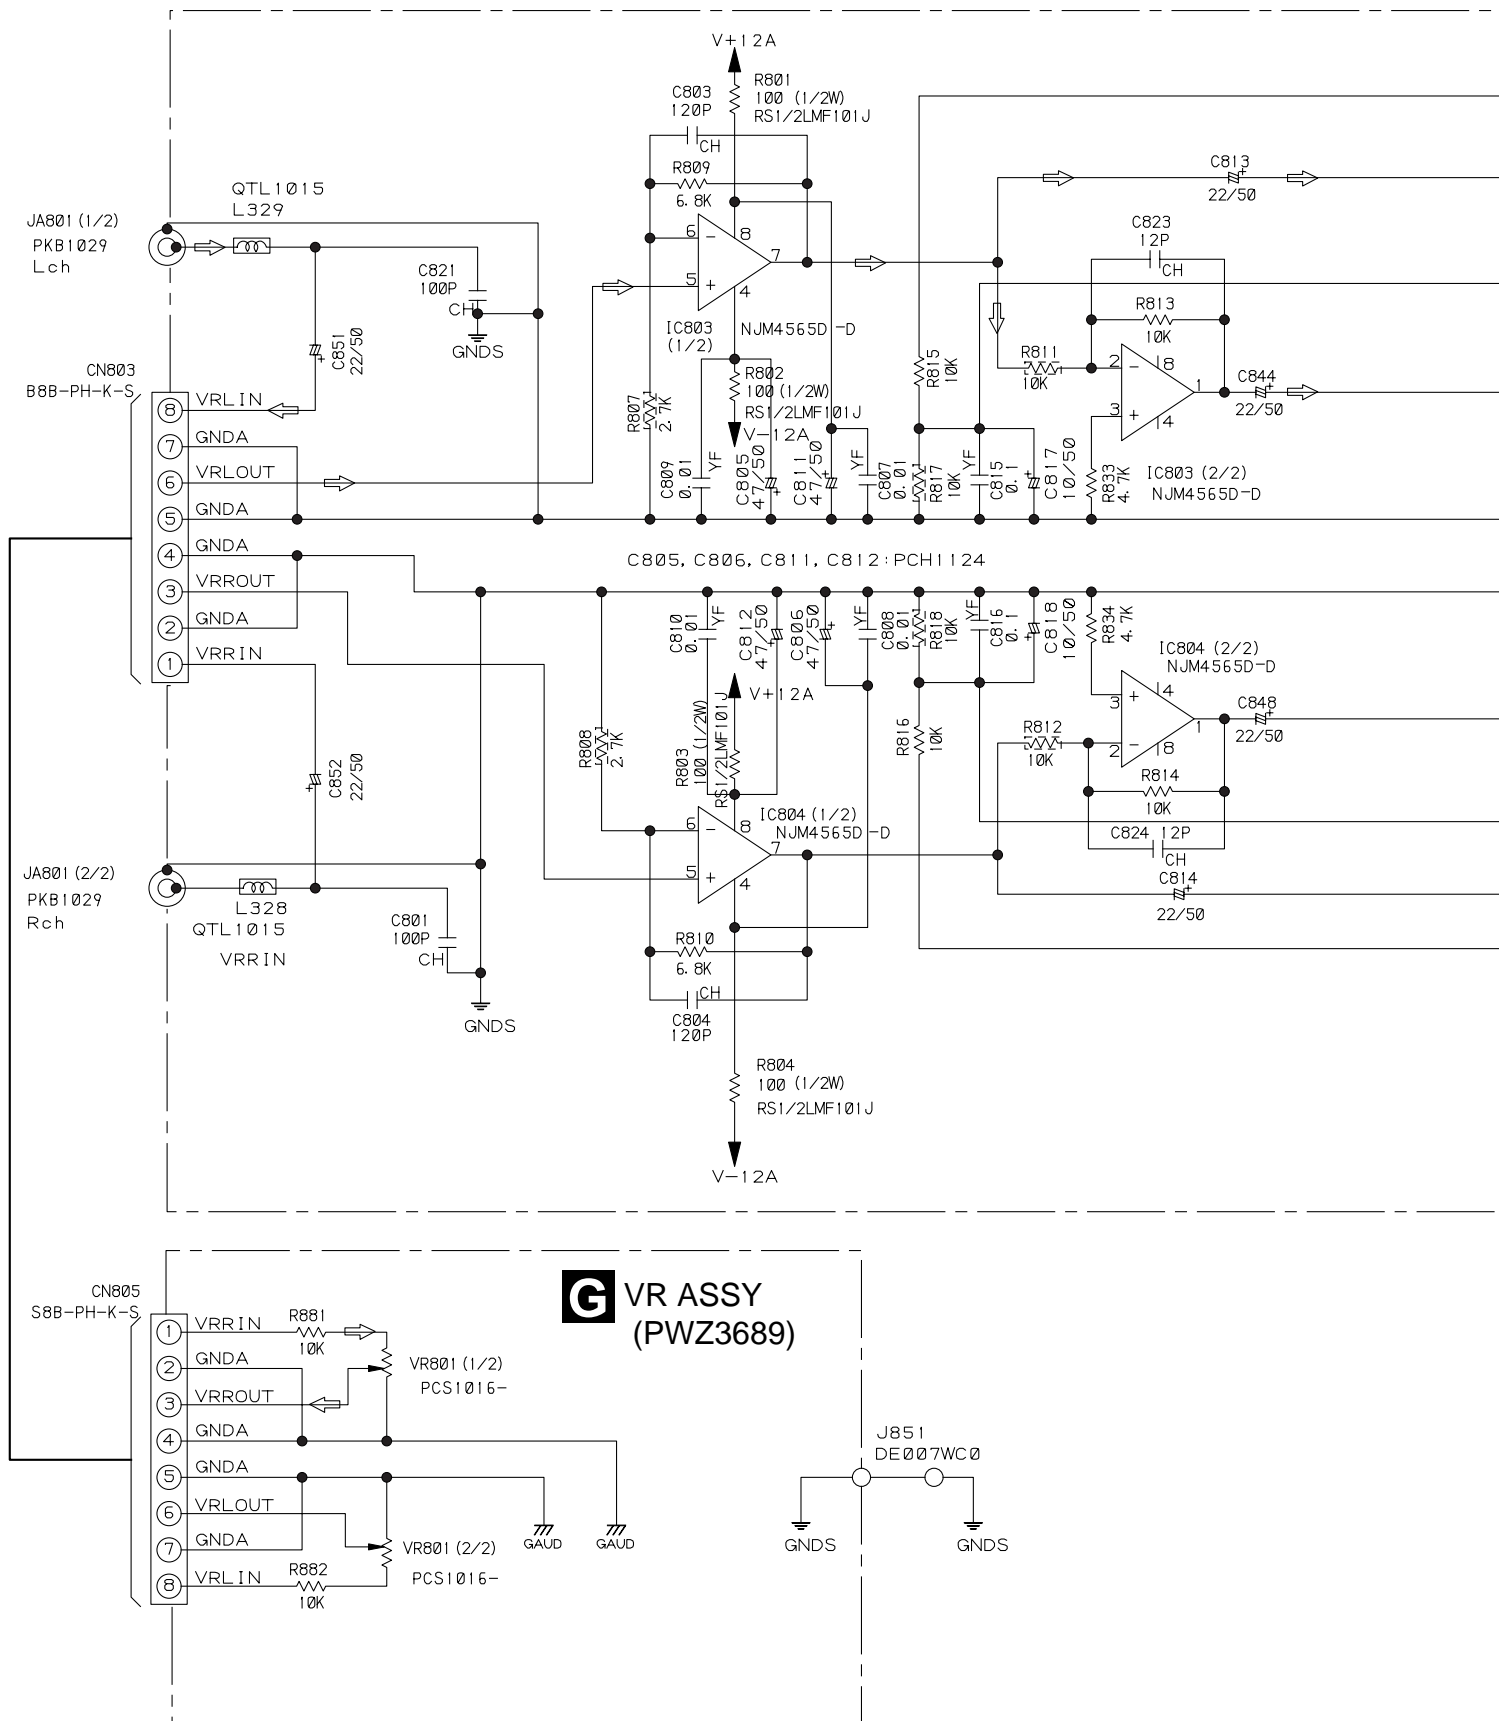 V+12A
R801
100 (1/2W)
RS1/2LMF101J
C803
120P
CH
R809
6.8K
C813
22/50
QTL1015
L329
JA801 (1/2)
PKB1029
Lch
C821
100P
CH
GNDS
C851
22/50
6
5
8
7
4
IC803
(1/2)
NJM4565D-D
R802
100 (1/2W)
RS1/2LMF101J
V-12A
C823
12P
CH
R813
10K
R811
10K
2
3
8
1
4
C844
22/50
R815
10K
CN803
B8B-PH-K-S
8 VRLIN
7 GNDA
6 VRLOUT
5 GNDA
4 GNDA
3 VRROUT
2 GNDA
1 VRRIN
R807
2.7K
C809
0.01
YF
C805
47/50
C811
47/50
YF
C807
0.01
R817
10K
YF
C815
0.1
C817
10/50
R833
4.7K
IC803 (2/2)
NJM4565D-D
C805, C806, C811, C812:PCH1124
C810
0.01
YF
C812
47/50
C806
47/50
YF
C808
0.01
R818
10K
YF
C816
0.1
C818
10/50
R834
4.7K
IC804 (2/2)
NJM4565D-D
R808
2.7K
R803
100 (1/2W)
RS1/2LMF101J
V+12A
R816
10K
R812
10K
3
2
4
8
1
C848
22/50
R814
10K
C824 12P
CH
C814
22/50
C852
22/50
6
5
8
7
4
IC804 (1/2)
NJM4565D-D
JA801 (2/2)
PKB1029
Rch
L328
QTL1015
VRRIN
C801
100P
CH
GNDS
R810
6.8K
CH
C804
120P
R804
100 (1/2W)
RS1/2LMF101J
V-12A
G VR ASSY
(PWZ3689)
CN805
S8B-PH-K-S
1 VRRIN
2 GNDA
3 VRROUT
4 GNDA
5 GNDA
6 VRLOUT
7 GNDA
8 VRLIN
R881
10K
VR801 (1/2)
PCS1016-
VR801 (2/2)
PCS1016-
R882
10K
GAUD
GAUD
J851
DE007WC0
GNDS
GNDS